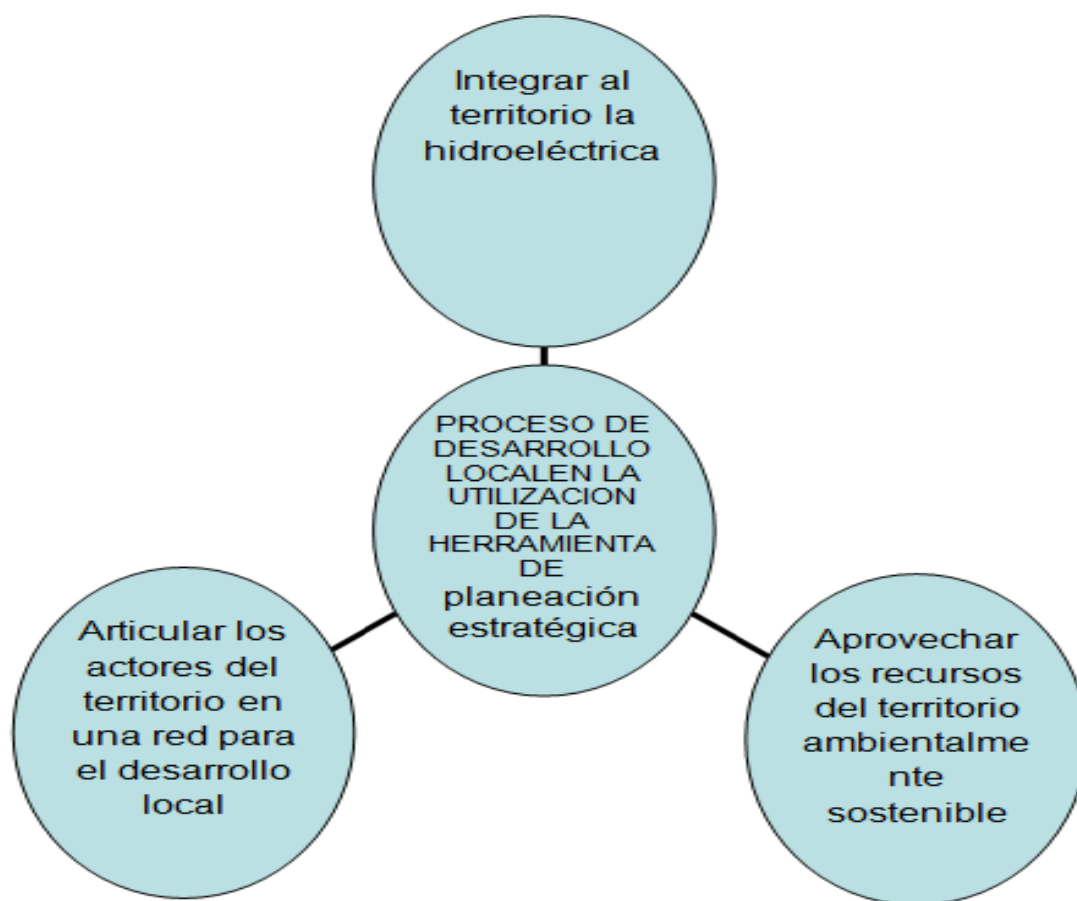 Integrar al
territorio la
hidroeléctrica
PROCESO DE
DESARROLLO
LOCALEN LA
UTILIZACION
DE LA
HERRAMIENTA
DE
planeación
estratégica
Articular los
actores del
territorio en
una red para
el desarrollo
local
Aprovechar
los recursos
del territorio
ambientalme
nte
sostenible